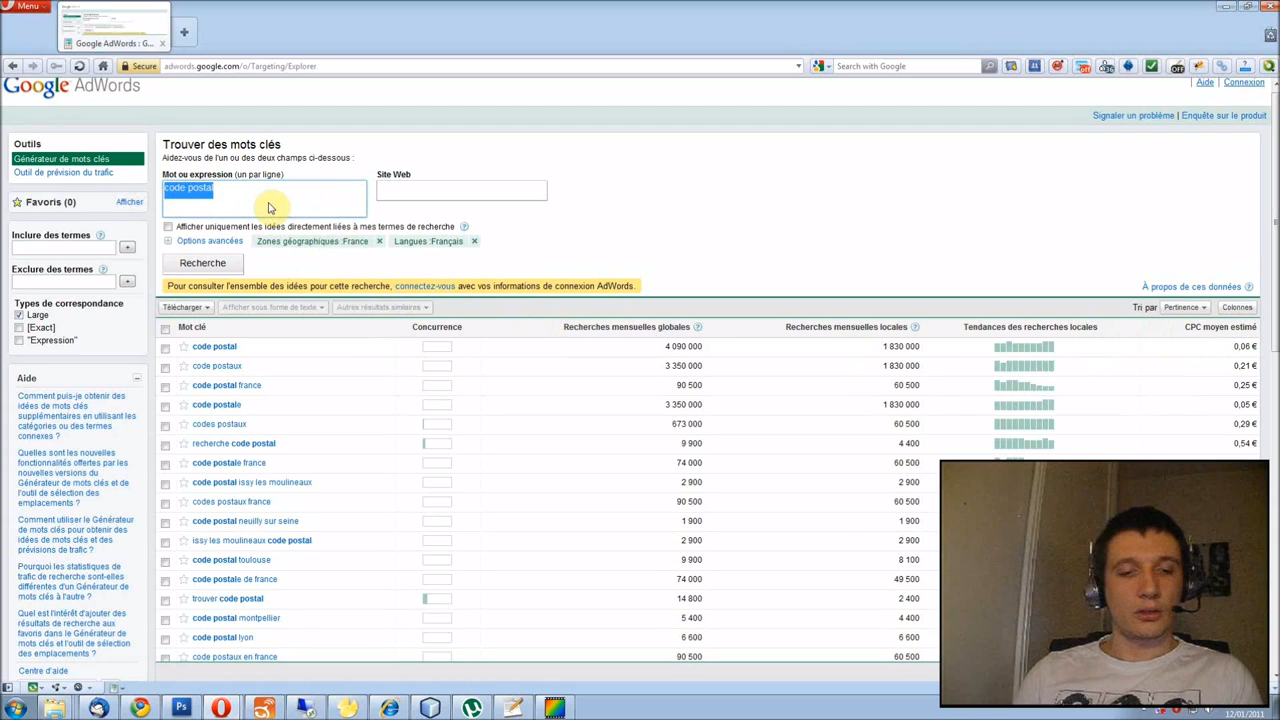 Menu
Google AdWords : G...
Secure
adwords.google.com/o/Targeting/Explorer
Search with Google
Google AdWords
Aide
Connexion
Signaler un problème | Enquête sur le produit
Outils
Générateur de mots clés
Outil de prévision du trafic
Favoris (0)
Afficher
Inclure des termes
Exclure des termes
Types de correspondance
Large
[Exact]
"Expression"
Aide
Comment puis-je obtenir des
idées de mots clés
supplémentaires en utilisant
les catégories ou des termes
connexes ?
Quelles sont les nouvelles
fonctionnalités offertes par les
nouvelles versions du
Générateur de mots clés et de
l'outil de sélection des
emplacements ?
Comment utiliser le Générateur
de mots clés pour obtenir des
idées de mots clés et des
prévisions de trafic ?
Pourquoi les statistiques de
trafic de recherche sont-elles
différentes d'un Générateur de
mots clés à l'autre ?
Quel est l'intérêt d'ajouter des
résultats de recherche aux
favoris dans le Générateur de
mots clés et l'outil de sélection
des emplacements ?
Centre d'aide
Trouver des mots clés
Aidez-vous de l'un ou des deux champs ci-dessous :
Mot ou expression (un par ligne)
Site Web
code postal
Afficher uniquement les idées directement liées à mes termes de recherche
Options avancées
Zones géographiques :France
Langues :Français
Recherche
Pour consulter l'ensemble des idées pour cette recherche, connectez-vous avec vos informations de connexion AdWords.
À propos de ces données
Télécharger
Afficher sous forme de texte
Autres résultats similaires
Tri par
Pertinence
Colonnes
Mot clé Concurrence Recherches mensuelles globales Recherches mensuelles locales Tendances des recherches locales CPC moyen estimé
code postal 4 090 000 1 830 000 0,06 €
code postaux 3 350 000 1 830 000 0,21 €
code postal france 90 500 60 500 0,25 €
code postale 3 350 000 1 830 000 0,05 €
codes postaux 673 000 60 500 0,29 €
recherche code postal 9 900 4 400 0,54 €
code postale france 74 000 60 500
code postal issy les moulineaux 2 900 2 900
codes postaux france 90 500 60 500
code postal neuilly sur seine 1 900 1 900
issy les moulineaux code postal 2 900 2 900
code postal toulouse 9 900 8 100
code postale de france 74 000 49 500
trouver code postal 14 800 2 400
code postal montpellier 5 400 4 400
code postal lyon 6 600 6 600
code postaux en france 90 500 60 500
12/01/2011